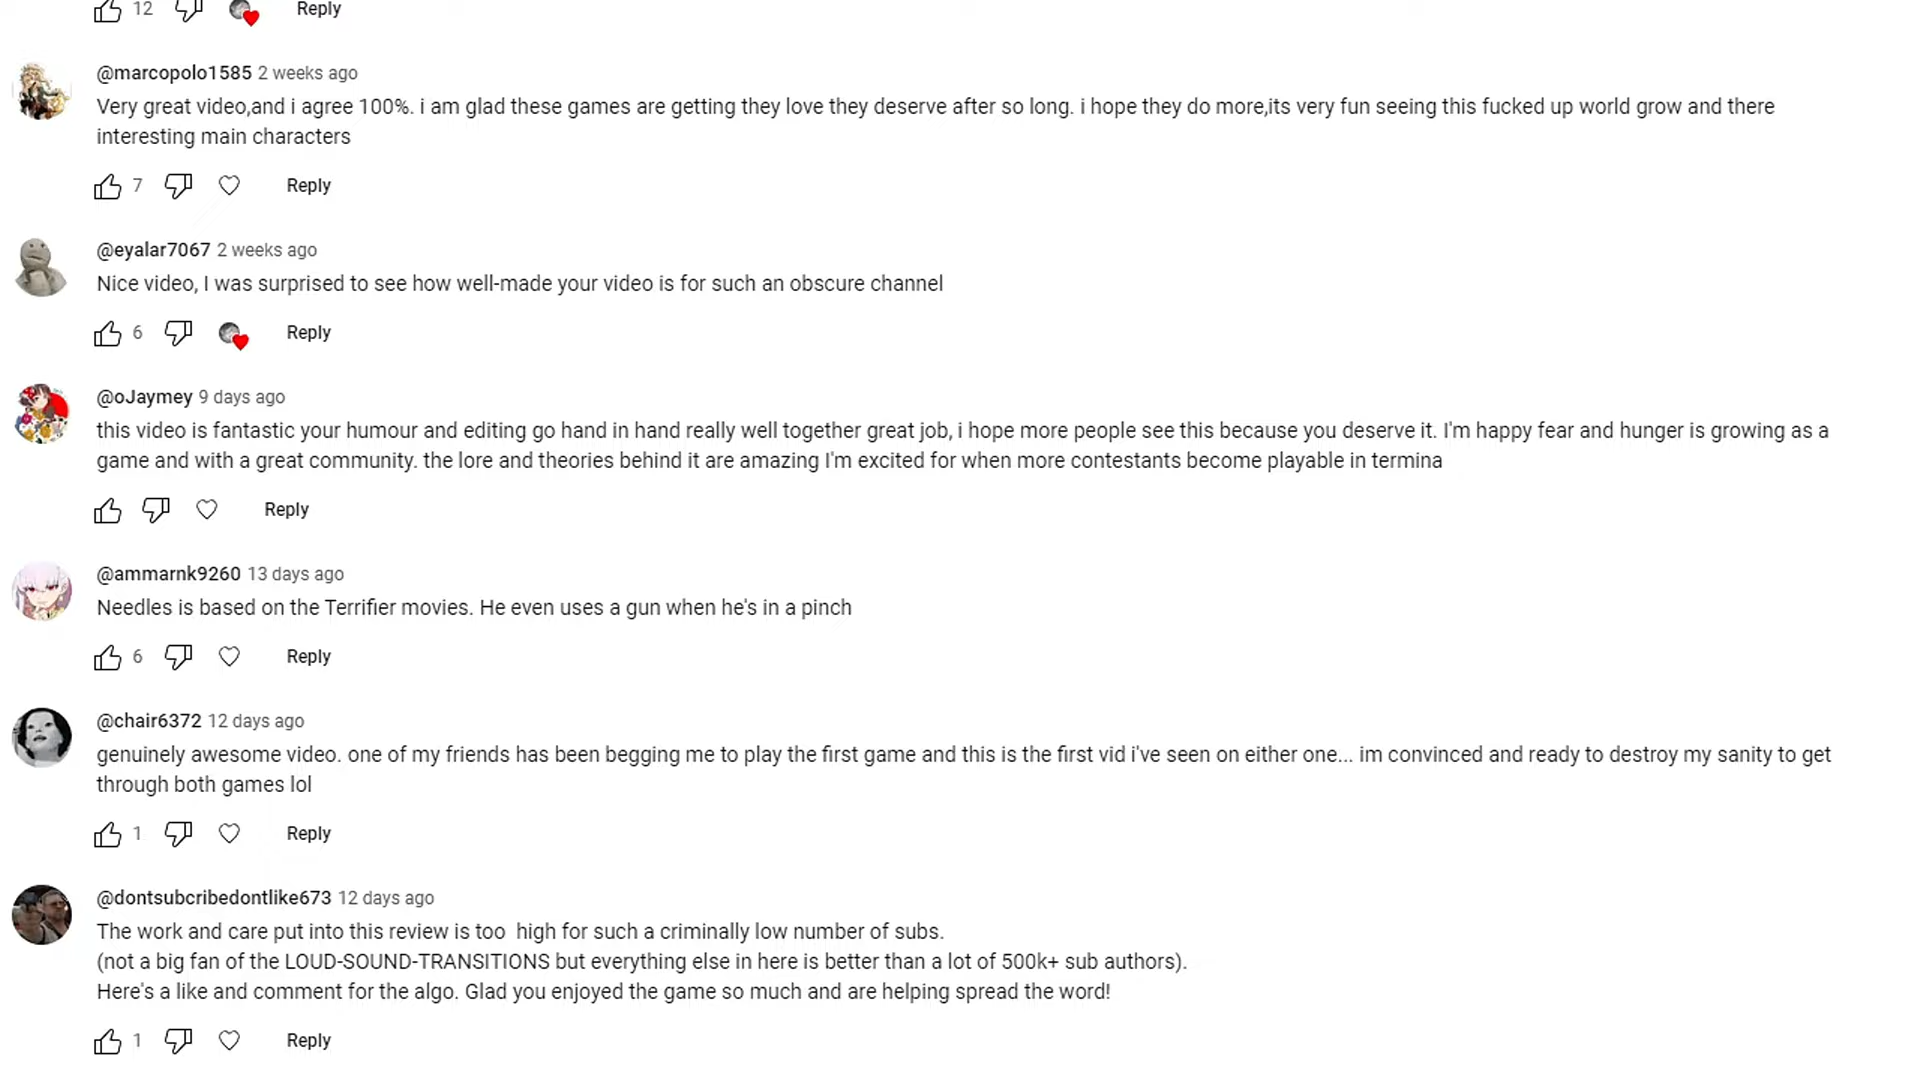 12 Reply
@marcopolo1585 2 weeks ago
Very great video,and i agree 100%. i am glad these games are getting they love they deserve after so long. i hope they do more,its very fun seeing this fucked up world grow and there
interesting main characters
7 Reply
@eyalar7067 2 weeks ago
Nice video, I was surprised to see how well-made your video is for such an obscure channel
6 Reply
@oJaymey 9 days ago
this video is fantastic your humour and editing go hand in hand really well together great job, i hope more people see this because you deserve it. I'm happy fear and hunger is growing as a
game and with a great community. the lore and theories behind it are amazing I'm excited for when more contestants become playable in termina
Reply
@ammarnk9260 13 days ago
Needles is based on the Terrifier movies. He even uses a gun when he's in a pinch
6 Reply
@chair6372 12 days ago
genuinely awesome video. one of my friends has been begging me to play the first game and this is the first vid i've seen on either one... im convinced and ready to destroy my sanity to get
through both games lol
1 Reply
@dontsubcribedontlike673 12 days ago
The work and care put into this review is too  high for such a criminally low number of subs.
(not a big fan of the LOUD-SOUND-TRANSITIONS but everything else in here is better than a lot of 500k+ sub authors).
Here's a like and comment for the algo. Glad you enjoyed the game so much and are helping spread the word!
1 Reply